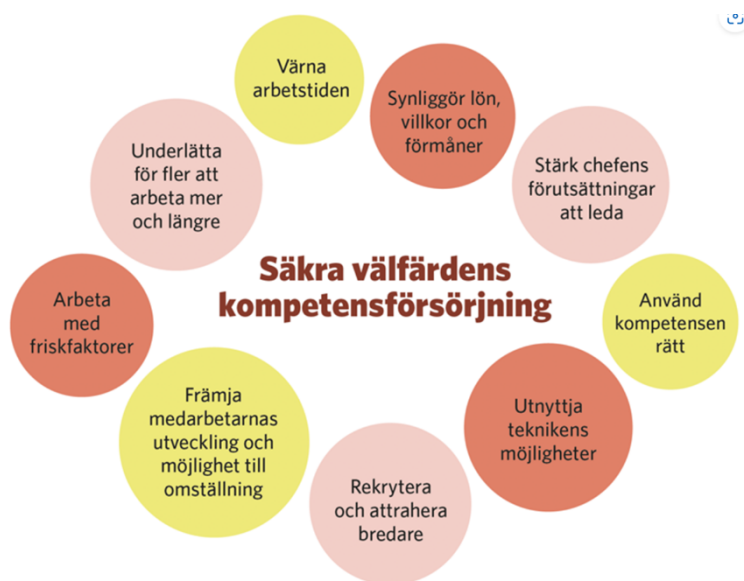 Värna
arbetstiden
Synliggör lön,
villkor och
förmåner
Stärk chefens
förutsättningar
att leda
Använd
kompetensen
rätt
Utnyttja
teknikens
möjligheter
Rekrytera
och attrahera
bredare
Främja
medarbetarnas
utveckling och
möjlighet till
omställning
Arbeta
med
friskfaktorer
Underlätta
för fler att
arbeta mer
och längre
Säkra välfärdens
kompetensförsörjning